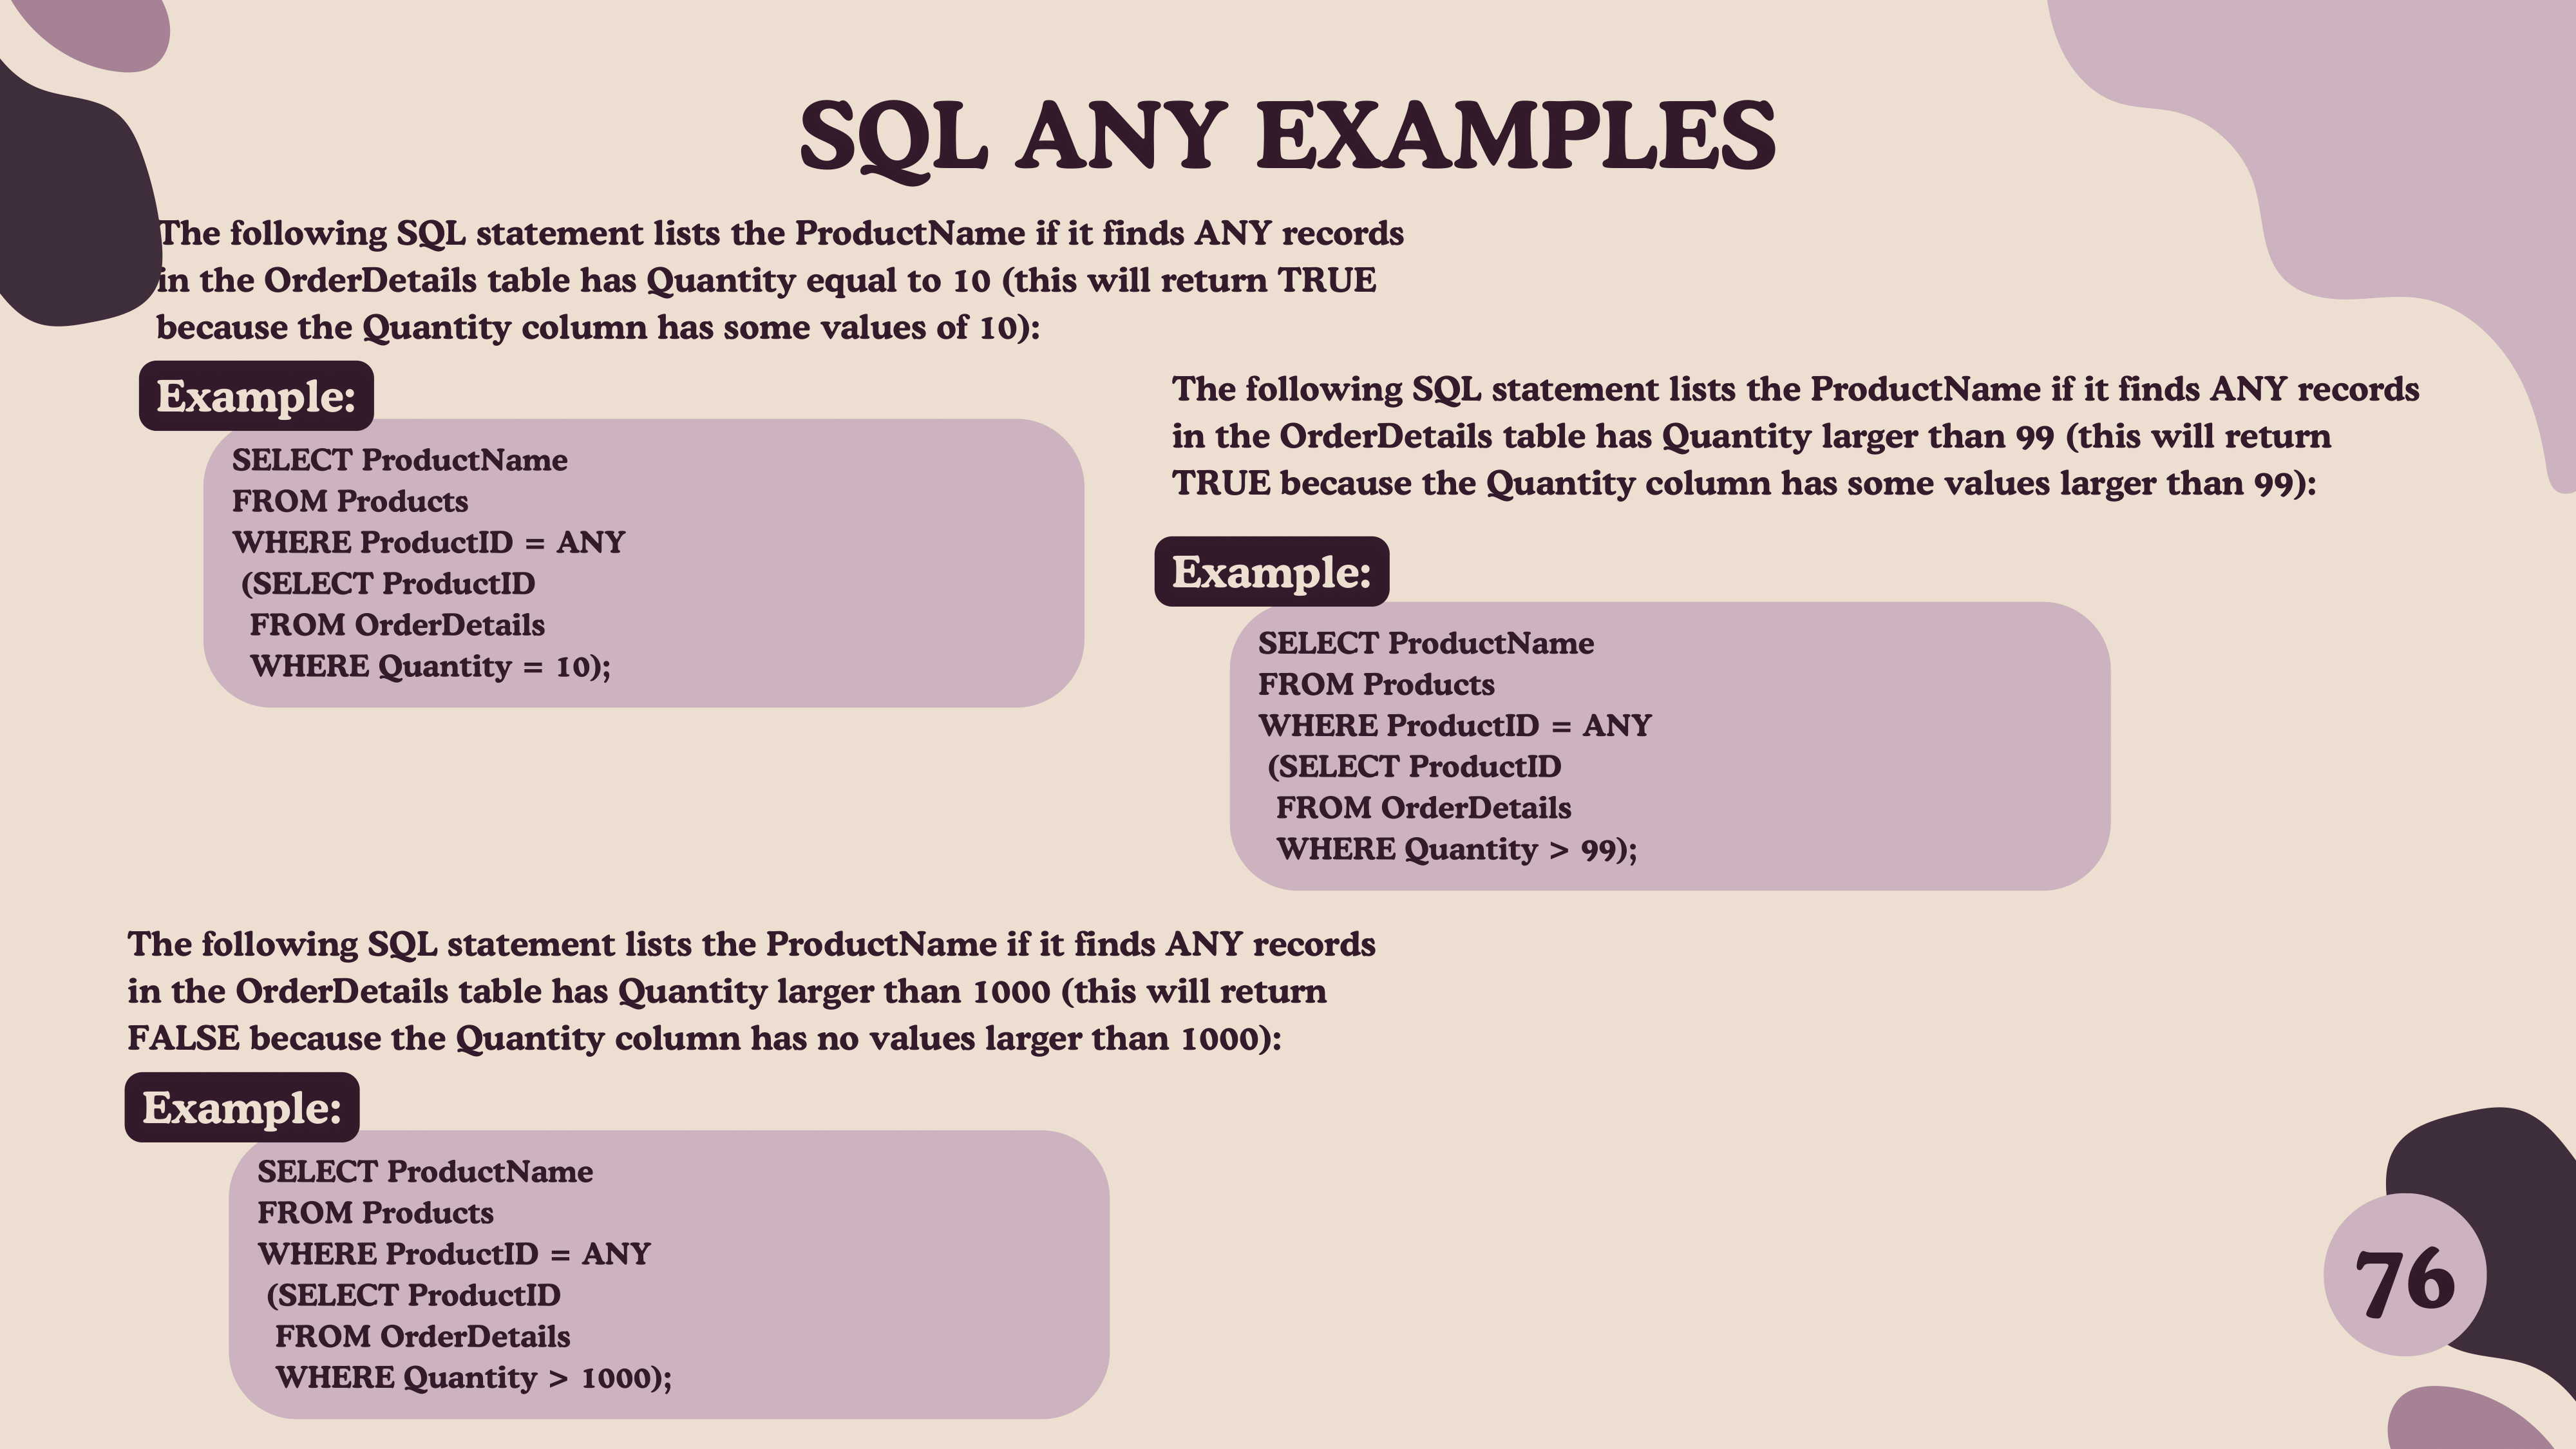 SQL ANY EXAMPLES
The following SQL statement lists the ProductName if it finds ANY records
in the OrderDetails table has Quantity equal to 10 (this will return TRUE
because the Quantity column has some values of 10):
Example:
SELECT ProductName
FROM Products
WHERE ProductID = ANY
(SELECT ProductID
FROM OrderDetails
WHERE Quantity = 10);
The following SQL statement lists the ProductName if it finds ANY records
in the OrderDetails table has Quantity larger than 99 (this will return
TRUE because the Quantity column has some values larger than 99):
Example:
SELECT ProductName
FROM Products
WHERE ProductID = ANY
(SELECT ProductID
FROM OrderDetails
WHERE Quantity > 99);
The following SQL statement lists the ProductName if it finds ANY records
in the OrderDetails table has Quantity larger than 1000 (this will return
FALSE because the Quantity column has no values larger than 1000):
Example:
SELECT ProductName
FROM Products
WHERE ProductID = ANY
(SELECT ProductID
FROM OrderDetails
WHERE Quantity > 1000);
76